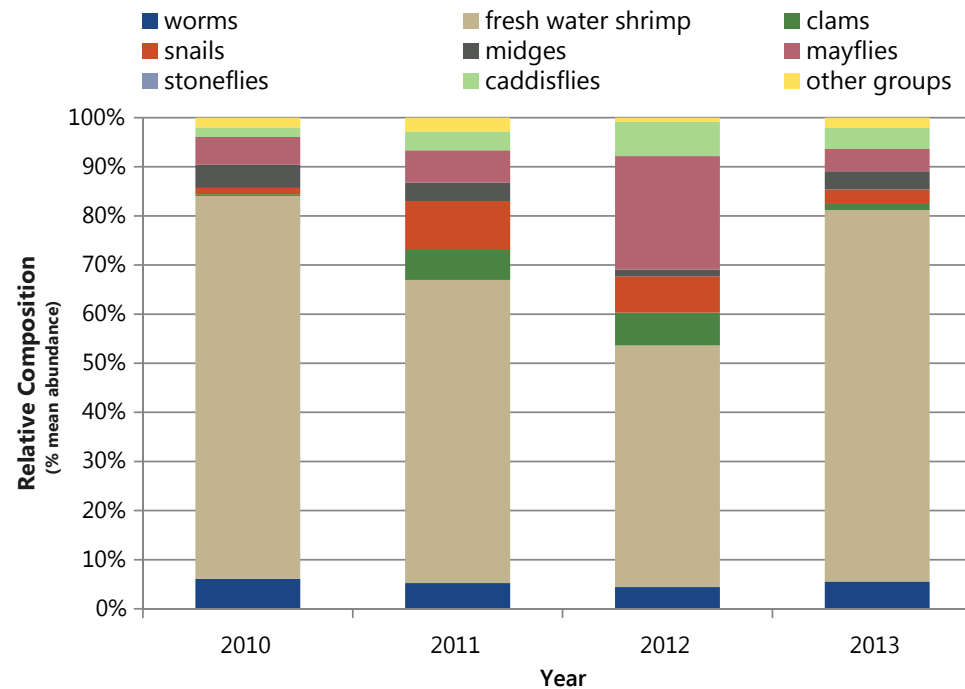 worms fresh water shrimp clams
snails midges mayflies
stoneflies caddisflies other groups
100%
90%
80%
70%
60%
50%
40%
30%
20%
10%
0%
Relative Composition
(% mean abundance)
2010 2011 2012 2013
Year